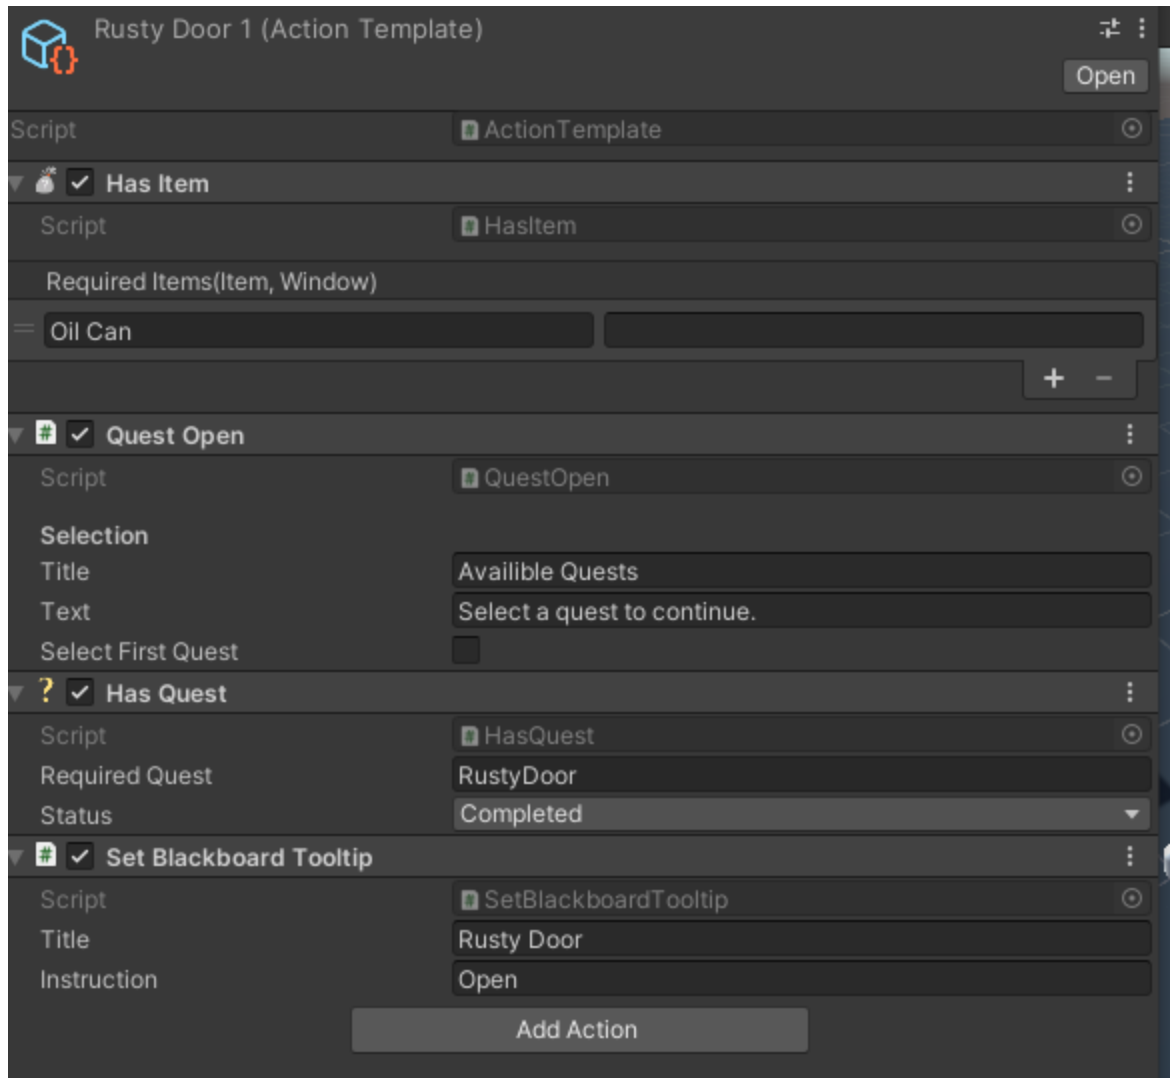 Rusty Door 1 (Action Template)
Open
Script
ActionTemplate
Has Item
Script
HasItem
Required Items(Item, Window)
Oil Can
Quest Open
Script
QuestOpen
Selection
Title
Availible Quests
Text
Select a quest to continue.
Select First Quest
Has Quest
Script
HasQuest
Required Quest
RustyDoor
Status
Completed
Set Blackboard Tooltip
Script
SetBlackboardTooltip
Title
Rusty Door
Instruction
Open
Add Action